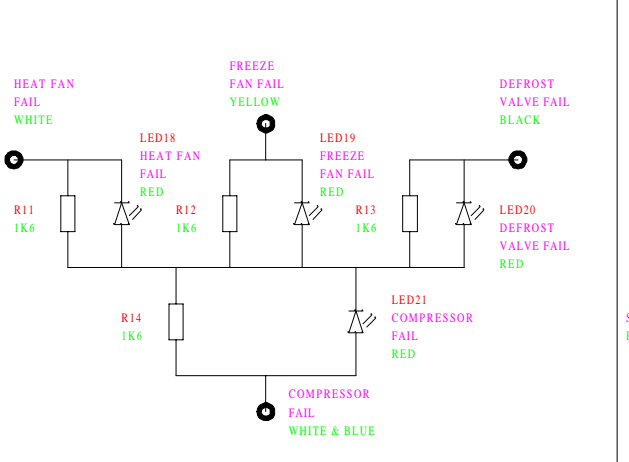 HEAT FAN
FAIL
WHITE
FREEZE
FAN FAIL
YELLOW
DEFROST
VALVE FAIL
BLACK
LED18
HEAT FAN
FAIL
RED
LED19
FREEZE
FAN FAIL
RED
R11
1K6
R12
1K6
R13
1K6
LED20
DEFROST
VALVE FAIL
RED
R14
1K6
LED21
COMPRESSOR
FAIL
RED
COMPRESSOR
FAIL
WHITE & BLUE